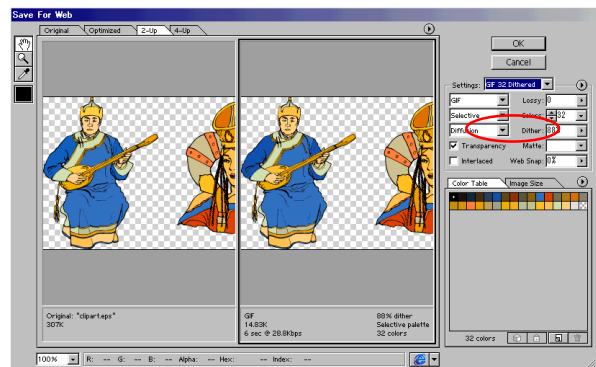 Save For Web
Original Optimized 2-Up 4-Up
OK
Cancel
Settings: GIF 32 Dithered
GIF Lossy: 0
Selective Colors: 32
Diffusion Dither: 88%
Transparency Matte:
Interlaced Web Snap: 0%
Color Table Image Size
32 colors
Original: "clipart.eps"
307K
GIF 88% dither
14.83K Selective palette
6 sec @ 28.8Kbps 32 colors
100% R: -- G: -- B: -- Alpha: -- Hex: -- Index: --